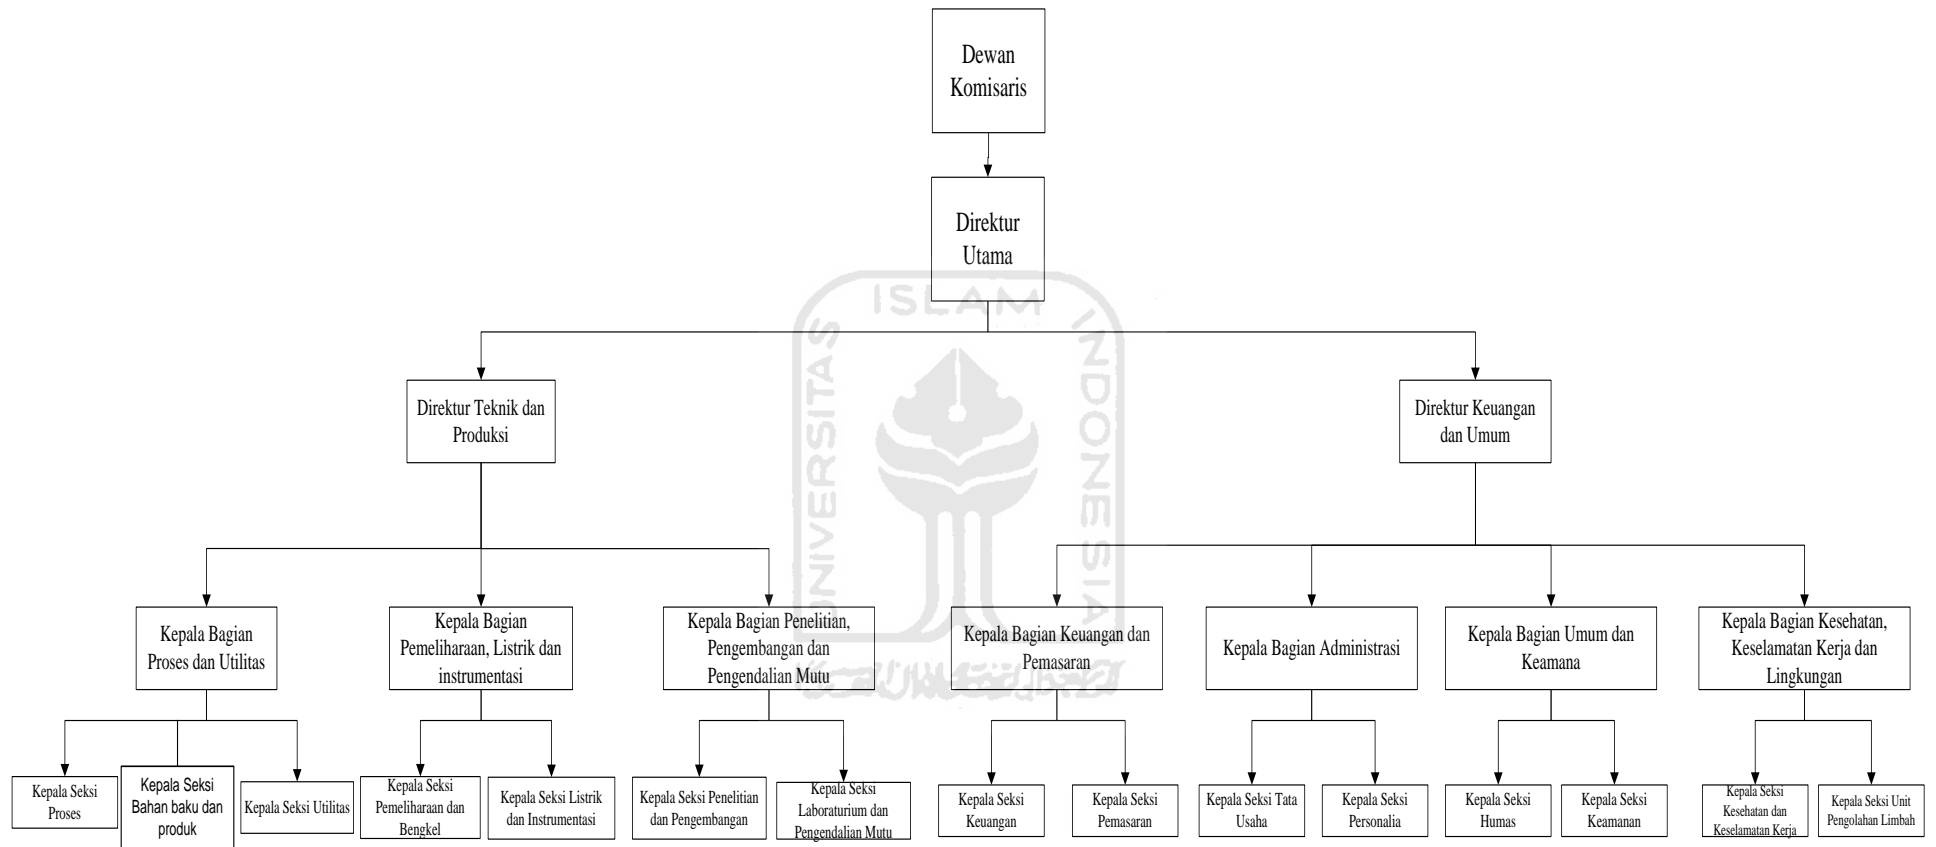 Dewan
Komisaris
Direktur
Utama
UNIVERSITAS
ISLAM
INDONESIA
Direktur Teknik dan
Produksi
Direktur Keuangan
dan Umum
Kepala Bagian
Proses dan Utilitas
Kepala Bagian
Pemeliharaan, Listrik dan
instrumentasi
Kepala Bagian Penelitian,
Pengembangan dan
Pengendalian Mutu
Kepala Bagian Keuangan dan
Pemasaran
Kepala Bagian Administrasi
Kepala Bagian Umum dan
Keamana
Kepala Bagian Kesehatan,
Keselamatan Kerja dan
Lingkungan
Kepala Seksi
Proses
Kepala Seksi
Bahan baku dan
produk
Kepala Seksi Utilitas
Kepala Seksi
Pemeliharaan dan
Bengkel
Kepala Seksi Listrik
dan Instrumentasi
Kepala Seksi Penelitian
dan Pengembangan
Kepala Seksi
Laboraturium dan
Pengendalian Mutu
Kepala Seksi
Keuangan
Kepala Seksi
Pemasaran
Kepala Seksi Tata
Usaha
Kepala Seksi
Personalia
Kepala Seksi
Humas
Kepala Seksi
Keamanan
Kepala Seksi
Kesehatan dan
Keselamatan Kerja
Kepala Seksi Unit
Pengolahan Limbah